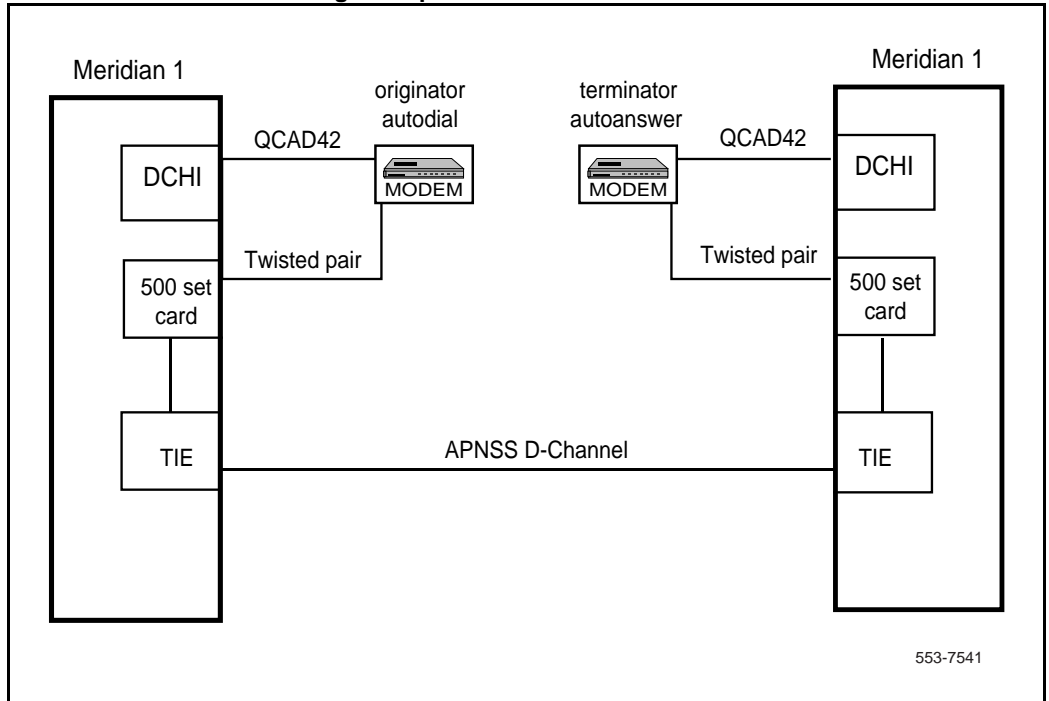 Meridian 1
Meridian 1
originator
autodial
terminator
autoanswer
QCAD42
QCAD42
DCHI
MODEM
MODEM
DCHI
Twisted pair
Twisted pair
500 set
card
500 set
card
TIE
APNSS D-Channel
TIE
553-7541